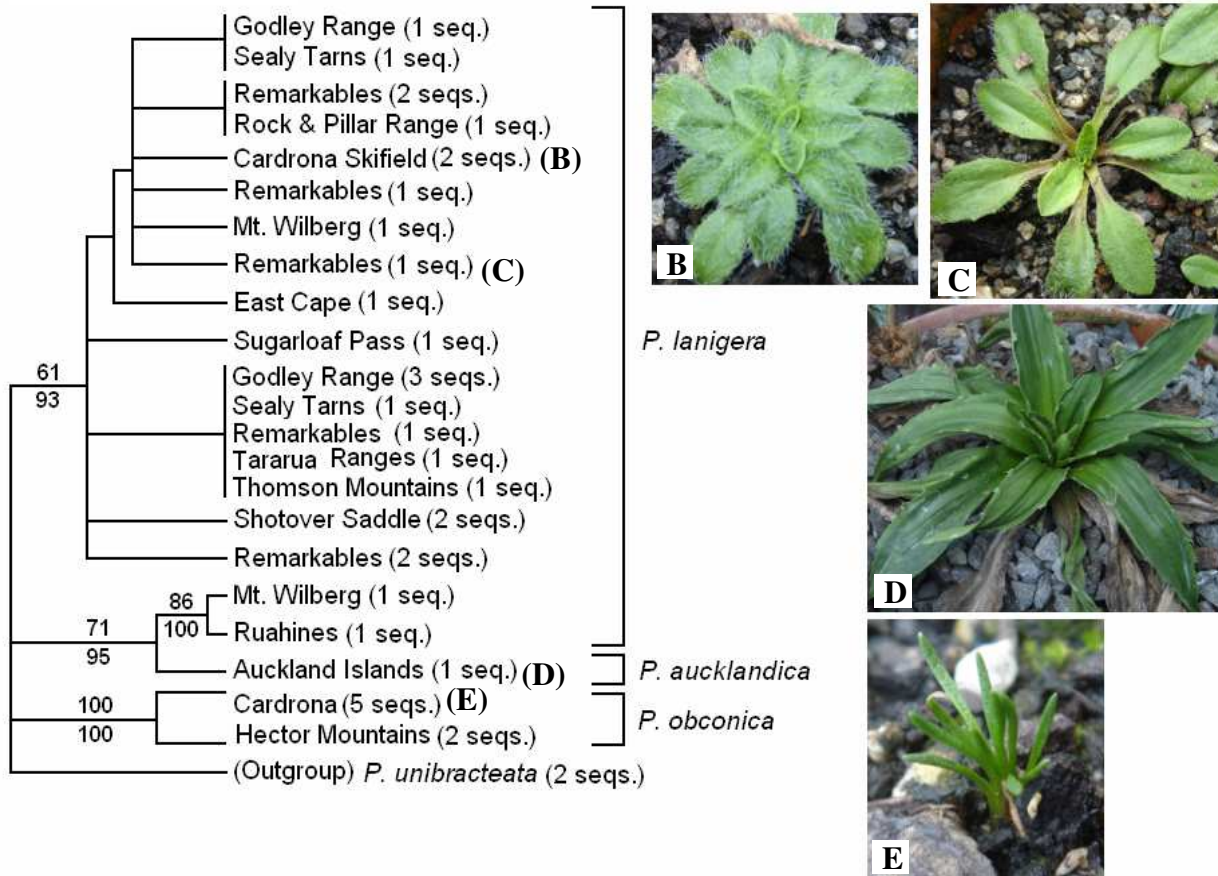 Godley Range (1 seq.)
Sealy Tarns (1 seq.)
Remarkables (2 seqs.)
Rock & Pillar Range (1 seq.)
Cardrona Skifield (2 seqs.) (B)
Remarkables (1 seq.)
Mt. Wilberg (1 seq.)
Remarkables (1 seq.) (C)
East Cape (1 seq.)
Sugarloaf Pass (1 seq.)
P. lanigera
61
93
Godley Range (3 seqs.)
Sealy Tarns (1 seq.)
Remarkables (1 seq.)
Tararua Ranges (1 seq.)
Thomson Mountains (1 seq.)
Shotover Saddle (2 seqs.)
Remarkables (2 seqs.)
86
100
Mt. Wilberg (1 seq.)
Ruahines (1 seq.)
71
95
Auckland Islands (1 seq.) (D)
P. aucklandica
100
100
Cardrona (5 seqs.) (E)
Hector Mountains (2 seqs.)
P. obconica
(Outgroup) P. unibracteata (2 seqs.)
B
C
D
E